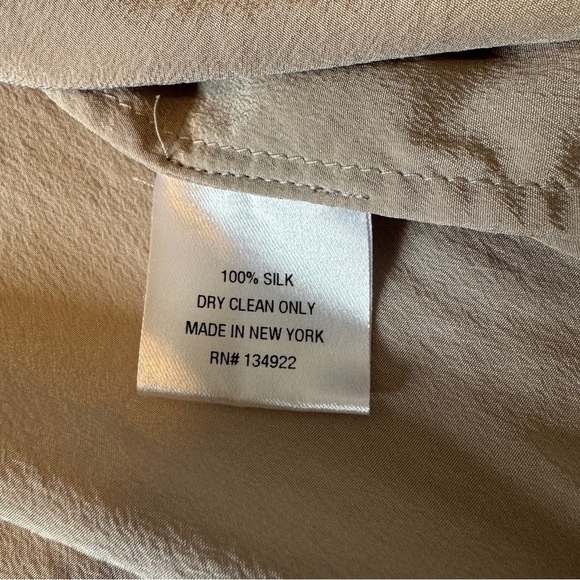 100% SILK
DRY CLEAN ONLY
MADE IN NEW YORK
RN# 134922